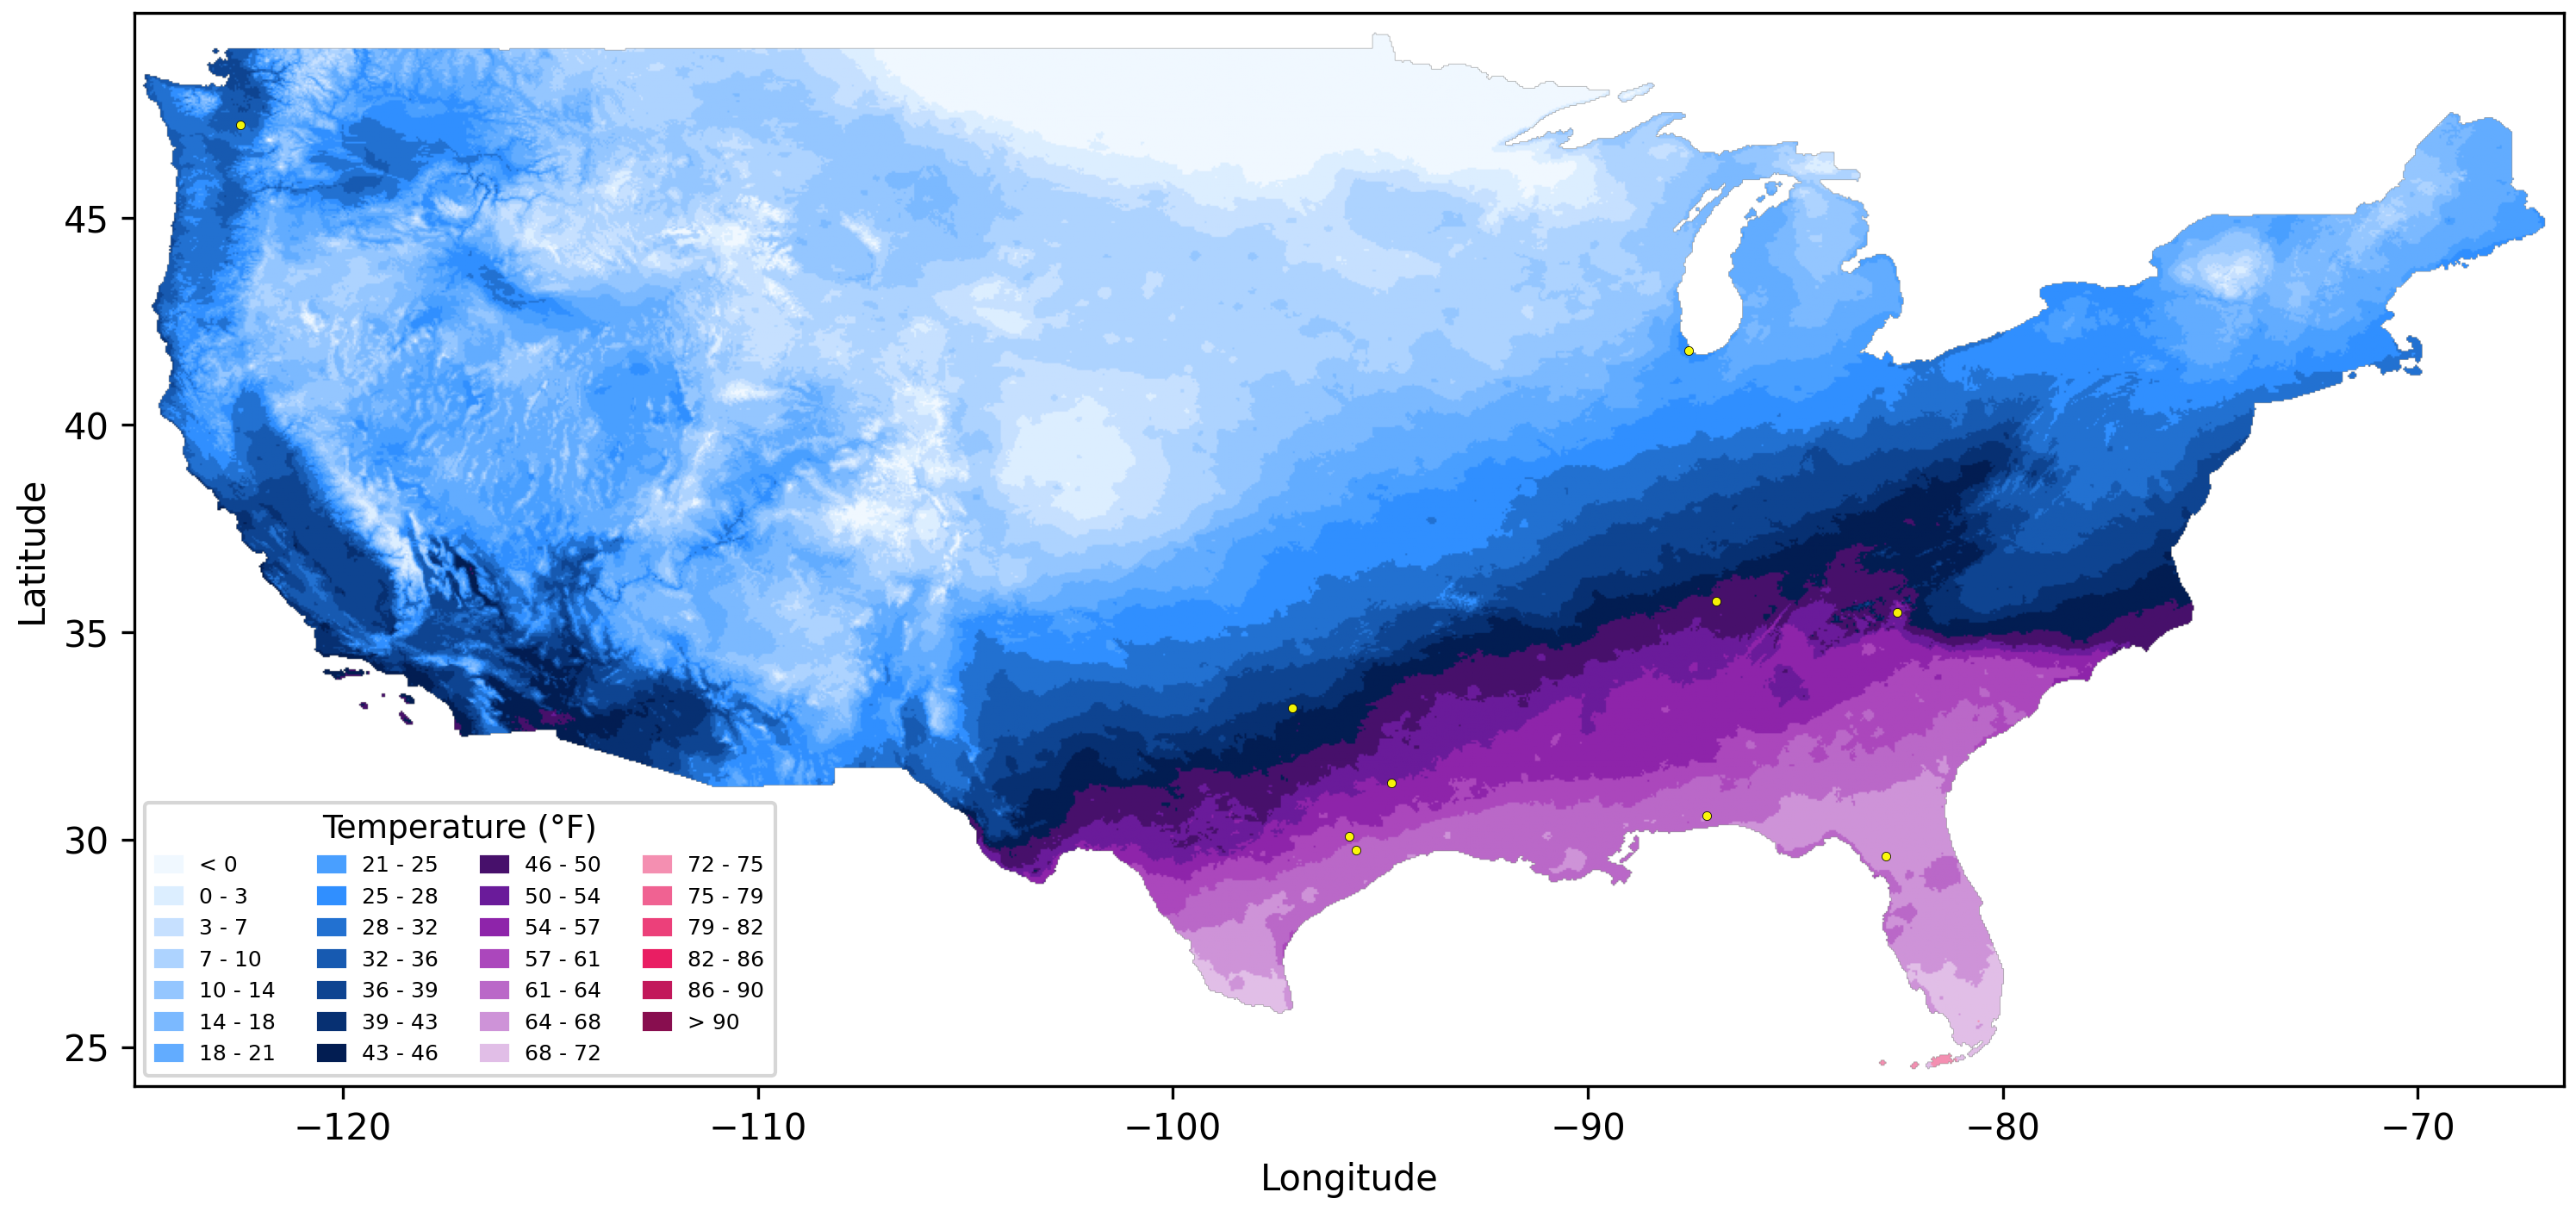 45
40
35
30
25
Latitude
Temperature (°F)
< 0
0 - 3
3 - 7
7 - 10
10 - 14
14 - 18
18 - 21
21 - 25
25 - 28
28 - 32
32 - 36
36 - 39
39 - 43
43 - 46
46 - 50
50 - 54
54 - 57
57 - 61
61 - 64
64 - 68
68 - 72
72 - 75
75 - 79
79 - 82
82 - 86
86 - 90
> 90
−120
−110
−100
−90
−80
−70
Longitude